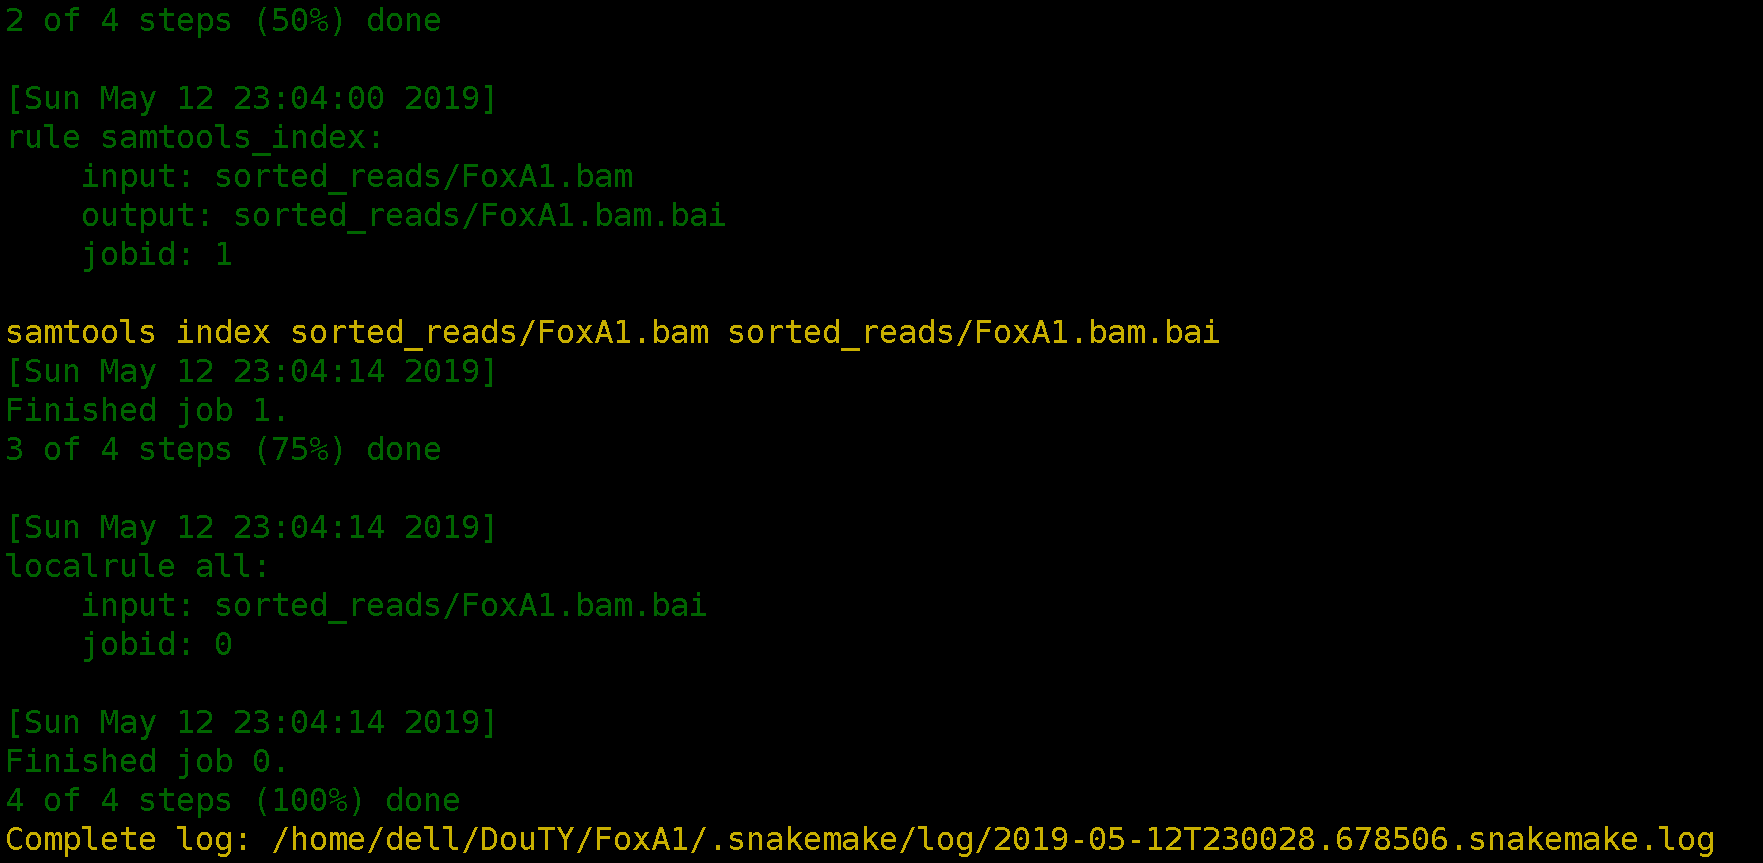 2 of 4 steps (50%) done
[Sun May 12 23:04:00 2019]
rule samtools_index:
    input: sorted_reads/FoxA1.bam
    output: sorted_reads/FoxA1.bam.bai
    jobid: 1
samtools index sorted_reads/FoxA1.bam sorted_reads/FoxA1.bam.bai
[Sun May 12 23:04:14 2019]
Finished job 1.
3 of 4 steps (75%) done
[Sun May 12 23:04:14 2019]
localrule all:
    input: sorted_reads/FoxA1.bam.bai
    jobid: 0
[Sun May 12 23:04:14 2019]
Finished job 0.
4 of 4 steps (100%) done
Complete log: /home/dell/DouTY/FoxA1/.snakemake/log/2019-05-12T230028.678506.snakemake.log